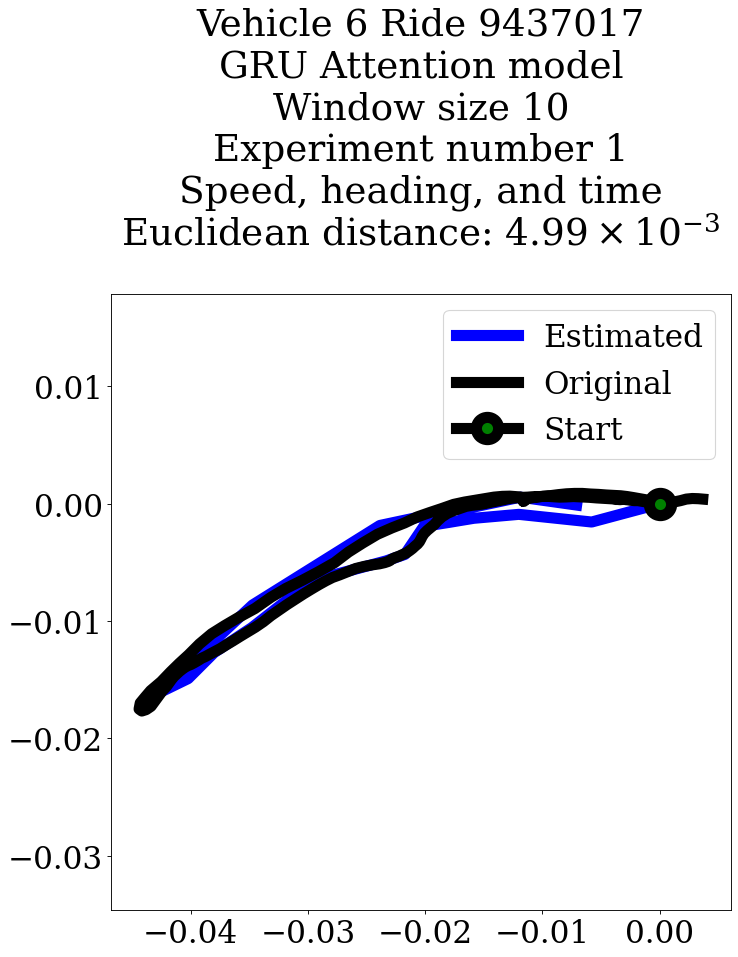 Vehicle 6 Ride 9437017
GRU Attention model
Window size 10
Experiment number 1
Speed, heading, and time
Euclidean distance: 4.99 × 10⁻³
Estimated
Original
Start
0.01
0.00
−0.01
−0.02
−0.03
−0.04 −0.03 −0.02 −0.01 0.00